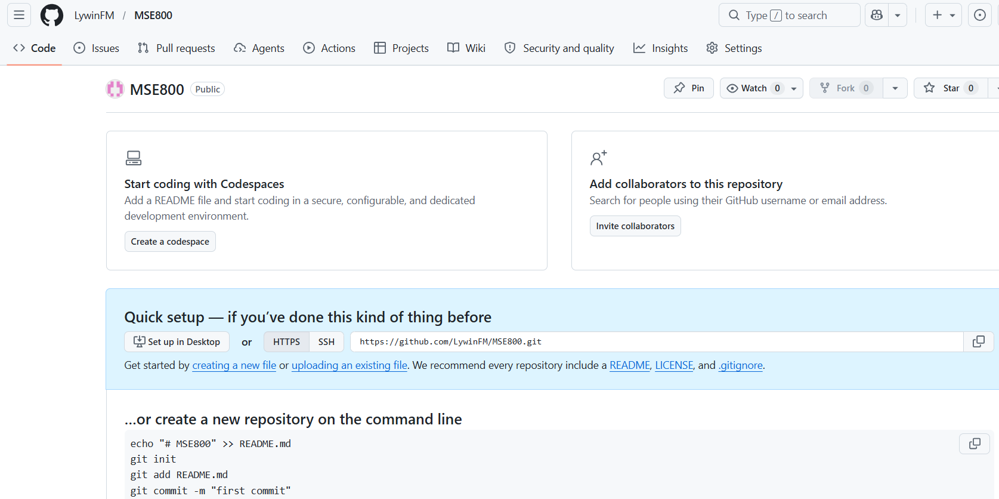 LywinFM / MSE800
Type / to search
Code Issues Pull requests Agents Actions Projects Wiki Security and quality Insights Settings
MSE800 Public
Pin Watch 0 Fork 0 Star 0
Start coding with Codespaces
Add a README file and start coding in a secure, configurable, and dedicated
development environment.
Create a codespace
Add collaborators to this repository
Search for people using their GitHub username or email address.
Invite collaborators
Quick setup — if you’ve done this kind of thing before
Set up in Desktop or HTTPS SSH https://github.com/LywinFM/MSE800.git
Get started by creating a new file or uploading an existing file. We recommend every repository include a README, LICENSE, and .gitignore.
…or create a new repository on the command line
echo "# MSE800" >> README.md
git init
git add README.md
git commit -m "first commit"